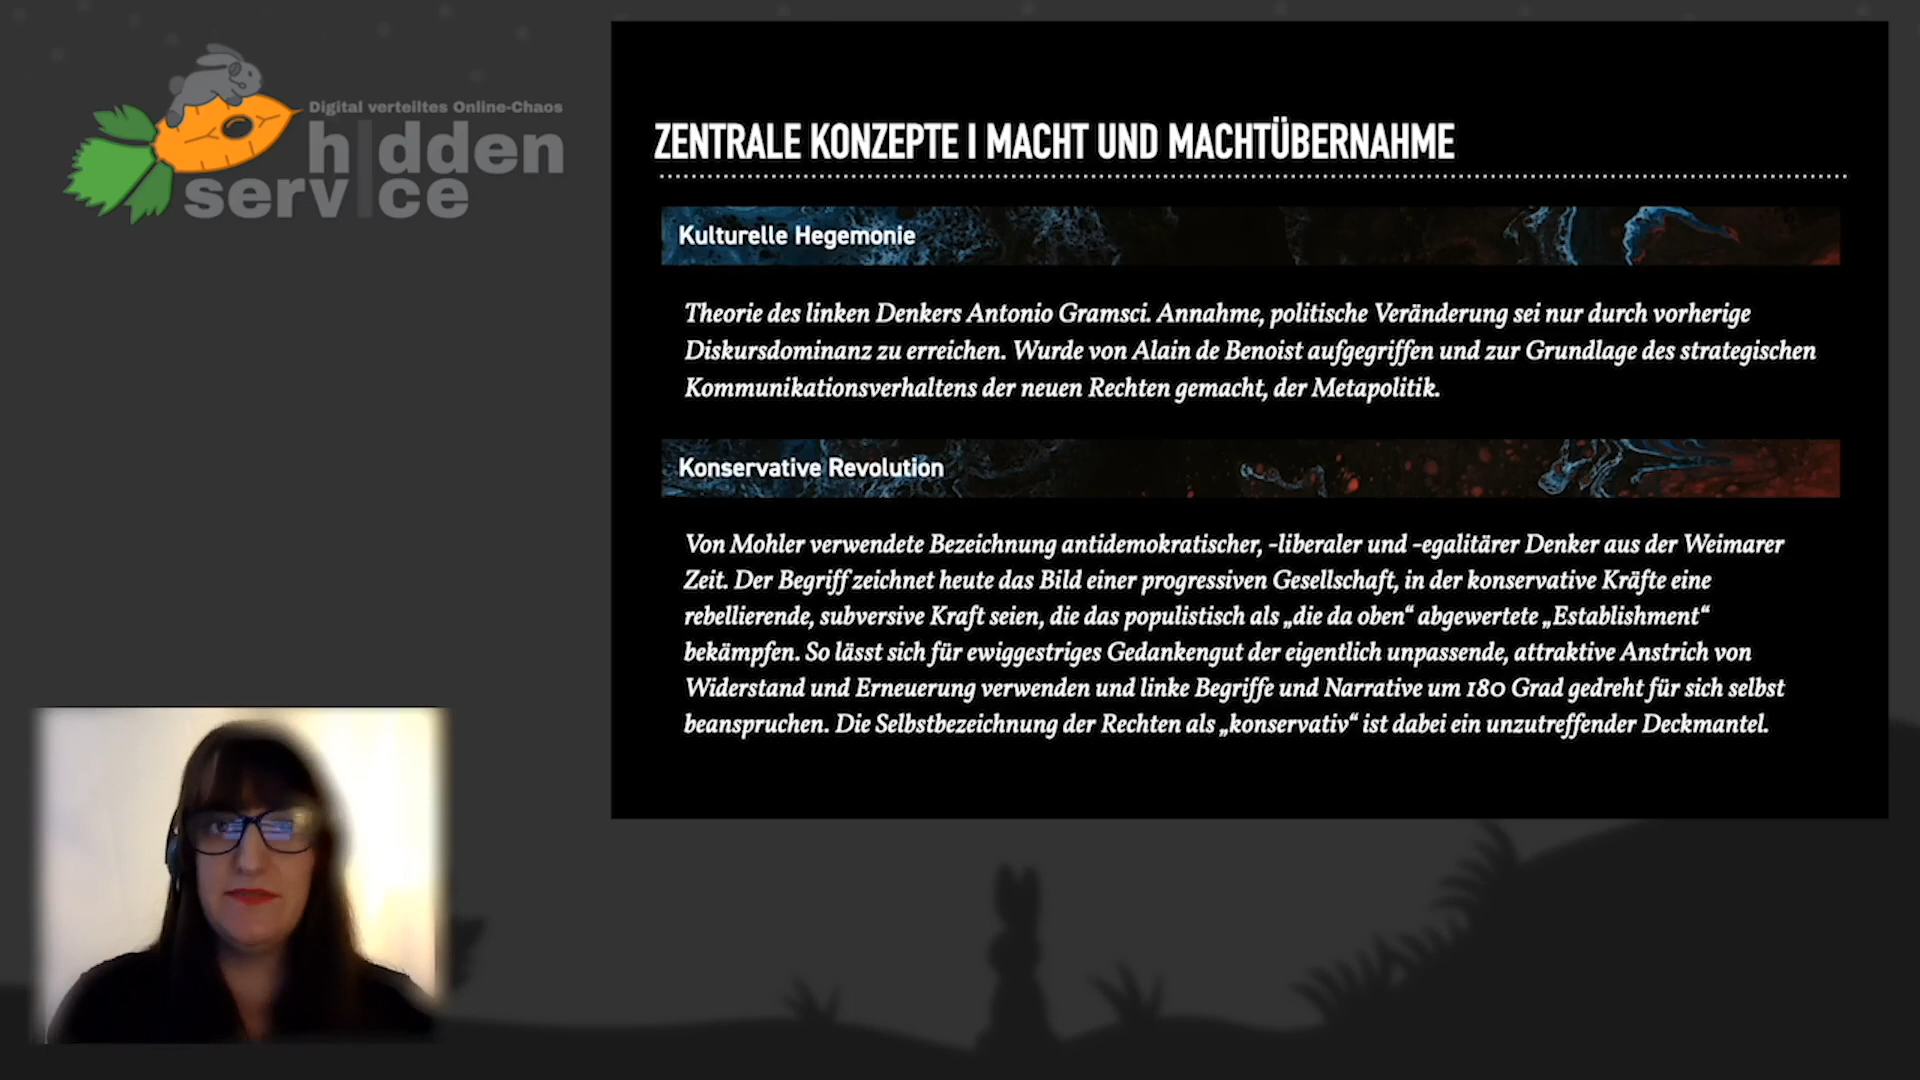 Digital verteiltes Online-Chaos
hidden
service
ZENTRALE KONZEPTE I MACHT UND MACHTÜBERNAHME
Kulturelle Hegemonie
Theorie des linken Denkers Antonio Gramsci. Annahme, politische Veränderung sei nur durch vorherige
Diskursdominanz zu erreichen. Wurde von Alain de Benoist aufgegriffen und zur Grundlage des strategischen
Kommunikationsverhaltens der neuen Rechten gemacht, der Metapolitik.
Konservative Revolution
Von Mohler verwendete Bezeichnung antidemokratischer, -liberaler und -egalitärer Denker aus der Weimarer
Zeit. Der Begriff zeichnet heute das Bild einer progressiven Gesellschaft, in der konservative Kräfte eine
rebellierende, subversive Kraft seien, die das populistisch als „die da oben“ abgewertete „Establishment“
bekämpfen. So lässt sich für ewiggestriges Gedankengut der eigentlich unpassende, attraktive Anstrich von
Widerstand und Erneuerung verwenden und linke Begriffe und Narrative um 180 Grad gedreht für sich selbst
beanspruchen. Die Selbstbezeichnung der Rechten als „konservativ“ ist dabei ein unzutreffender Deckmantel.